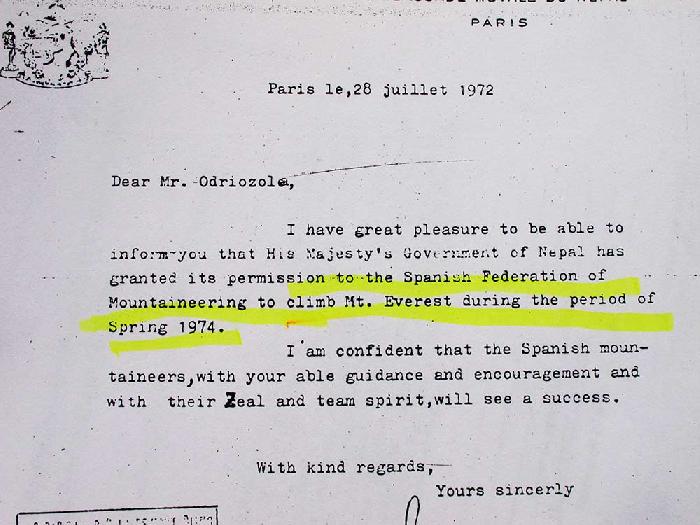 PARIS
Paris le,28 juillet 1972
Dear Mr. Odriozola,
I have great pleasure to be able to
inform you that His Majesty's Government of Nepal has
granted its permission to the Spanish Federation of
Mountaineering to climb Mt. Everest during the period of
Spring 1974.
I am confident that the Spanish moun-
taineers,with your able guidance and encouragement and
with their Zeal and team spirit,will see a success.
With kind regards,
Yours sincerly